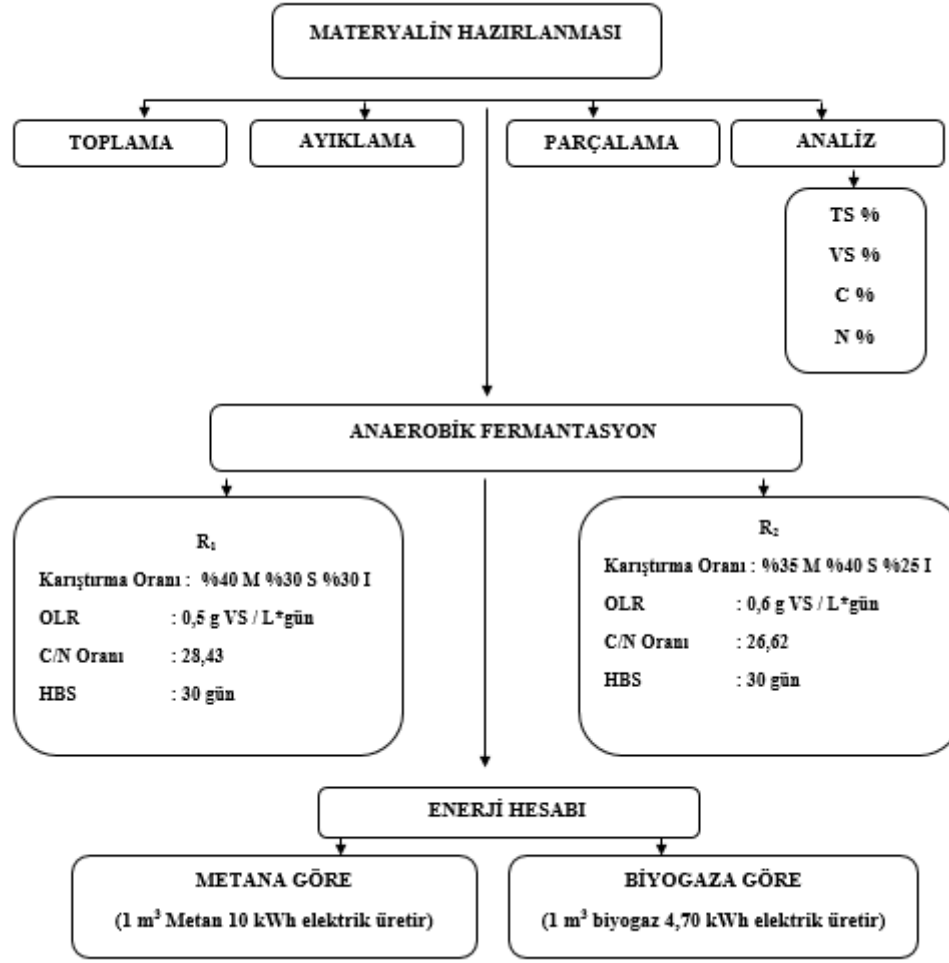 MATERYALİN HAZIRLANMASI
TOPLAMA
AYIKLAMA
PARÇALAMA
ANALİZ
TS %
VS %
C %
N %
ANAEROBİK FERMANTASYON
R₁
Karıştırma Oranı : %40 M %30 S %30 I
OLR : 0,5 g VS / L*gün
C/N Oranı : 28,43
HBS : 30 gün
R₂
Karıştırma Oranı : %35 M %40 S %25 I
OLR : 0,6 g VS / L*gün
C/N Oranı : 26,62
HBS : 30 gün
ENERJİ HESABI
METANA GÖRE
(1 m³ Metan 10 kWh elektrik üretir)
BİYOGAZA GÖRE
(1 m³ biyogaz 4,70 kWh elektrik üretir)